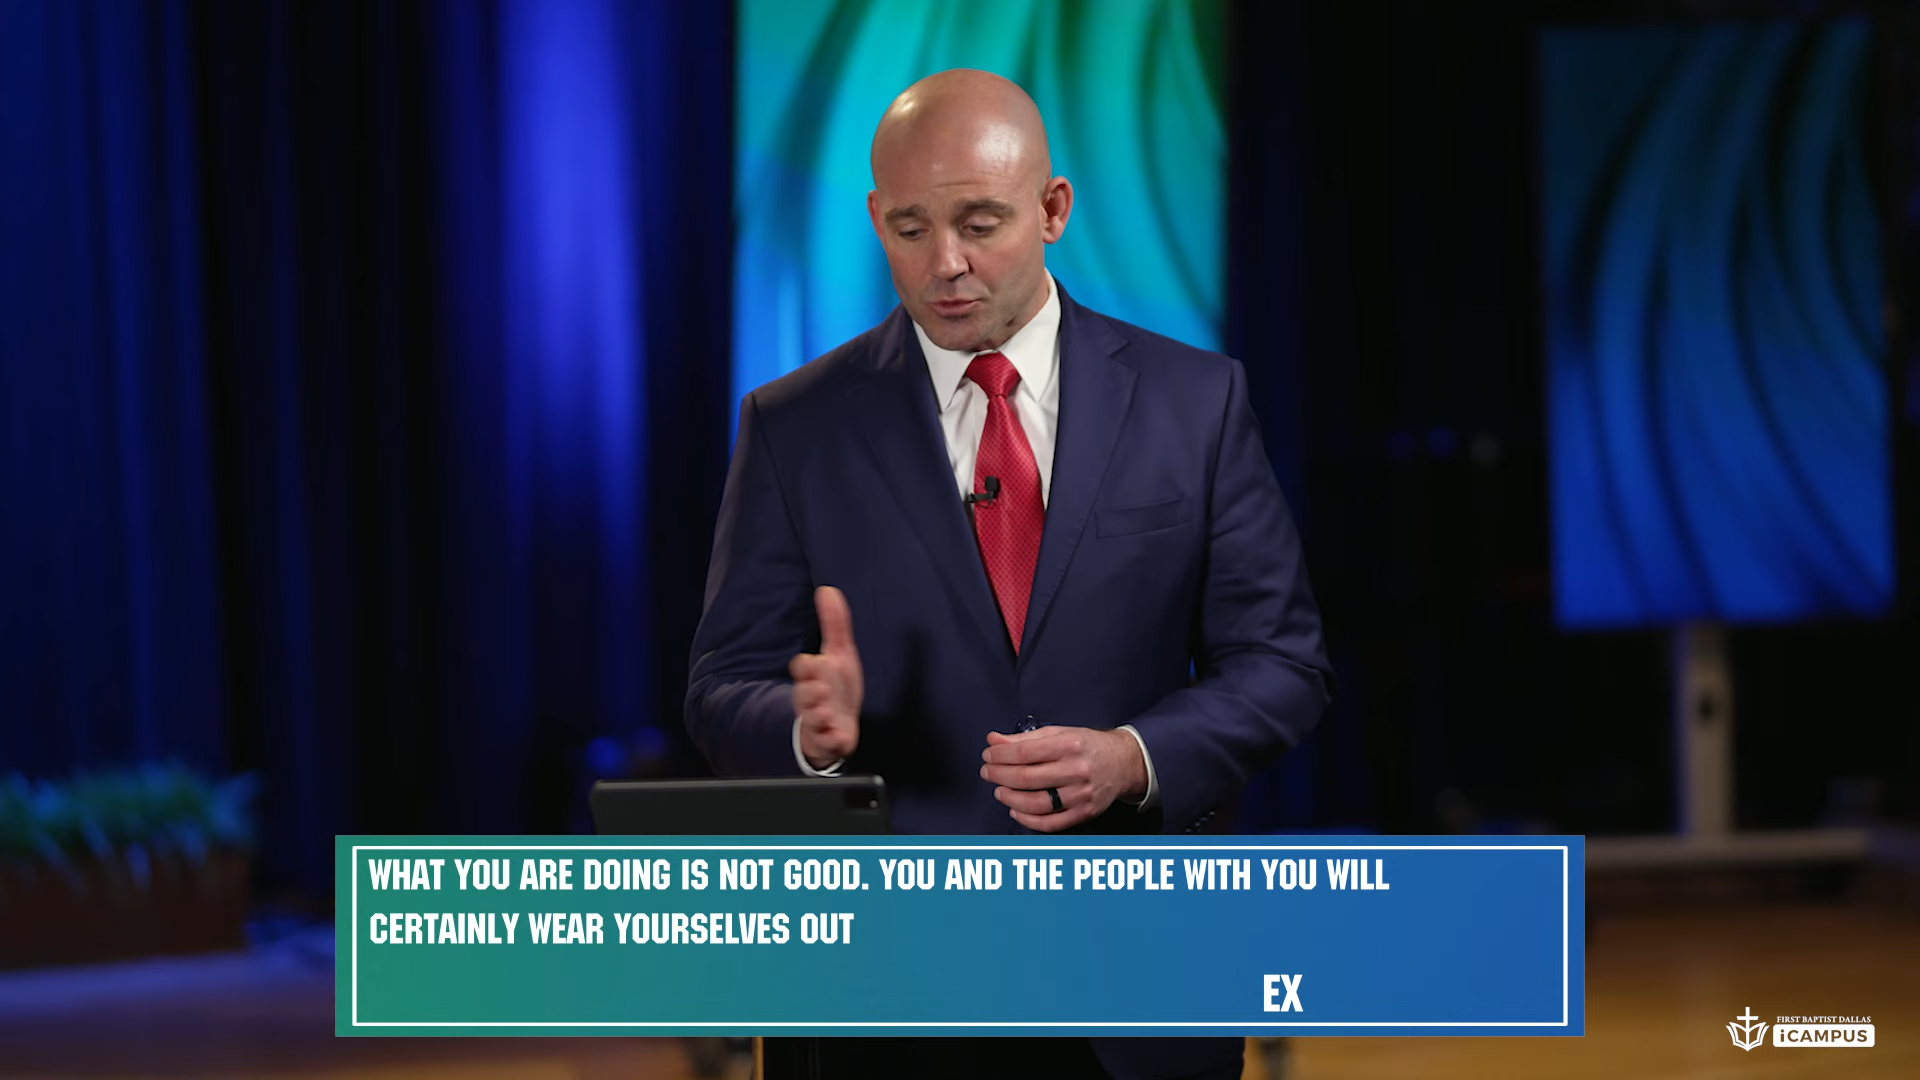 WHAT YOU ARE DOING IS NOT GOOD. YOU AND THE PEOPLE WITH YOU WILL
CERTAINLY WEAR YOURSELVES OUT
EX
FIRST BAPTIST DALLAS
iCAMPUS